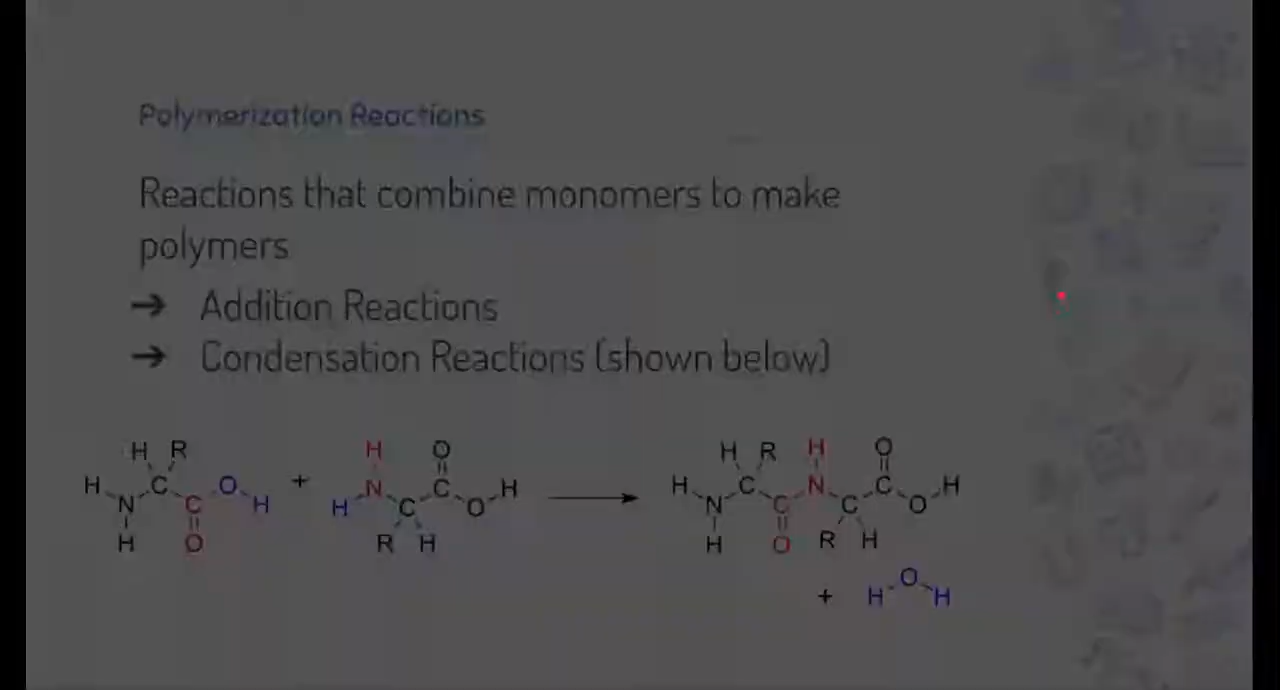 Polymerization Reactions
Reactions that combine monomers to make
polymers
➔ Addition Reactions
➔ Condensation Reactions (shown below)
H R H O H R H O
H N C C O H + H N C C O H → H N C C N C C O H
H O R H H O R H
+ H O H